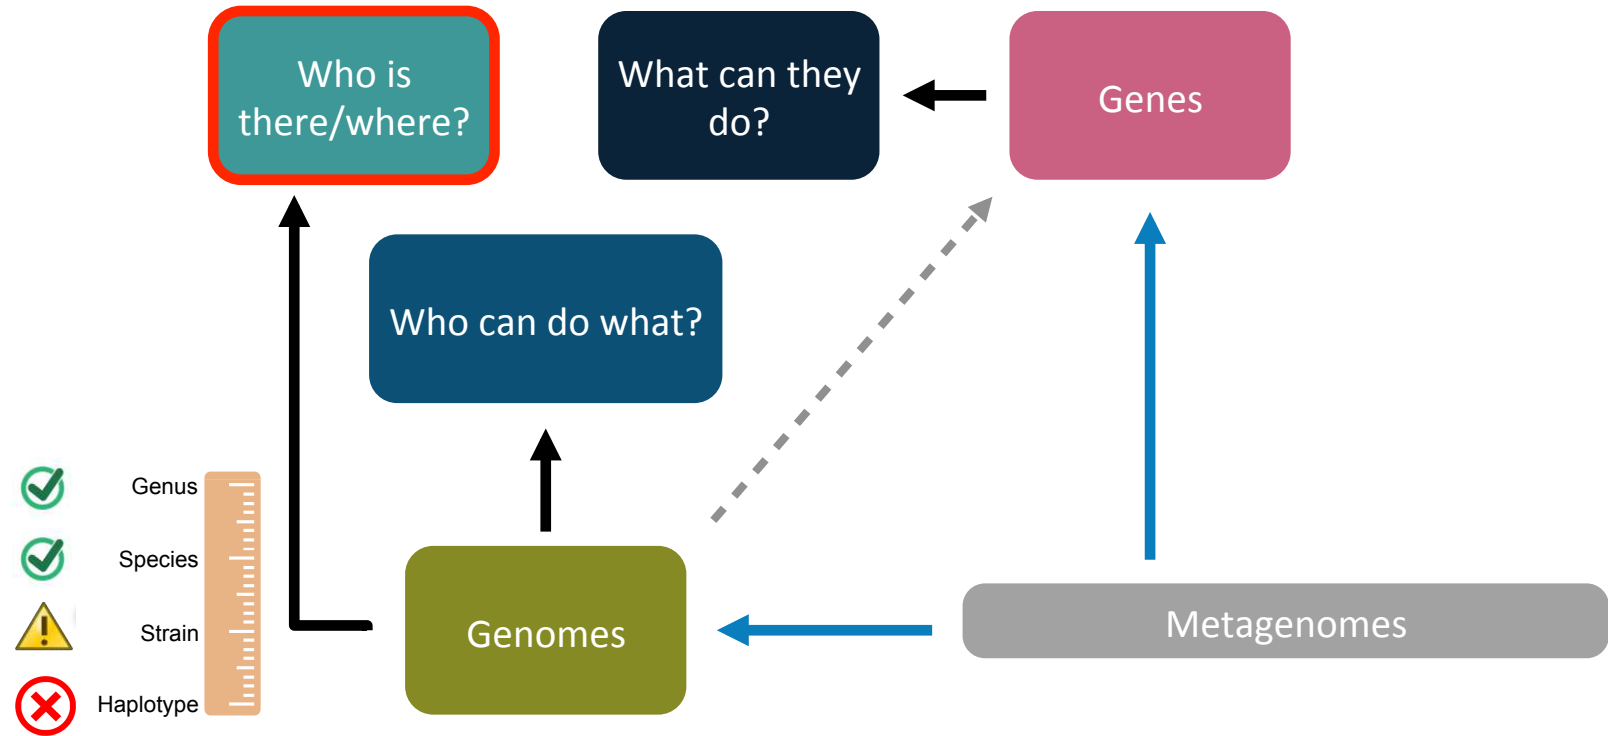 Who is
there/where?
What can they
do?
Genes
Who can do what?
Genus
Species
Strain
Haplotype
Genomes
Metagenomes